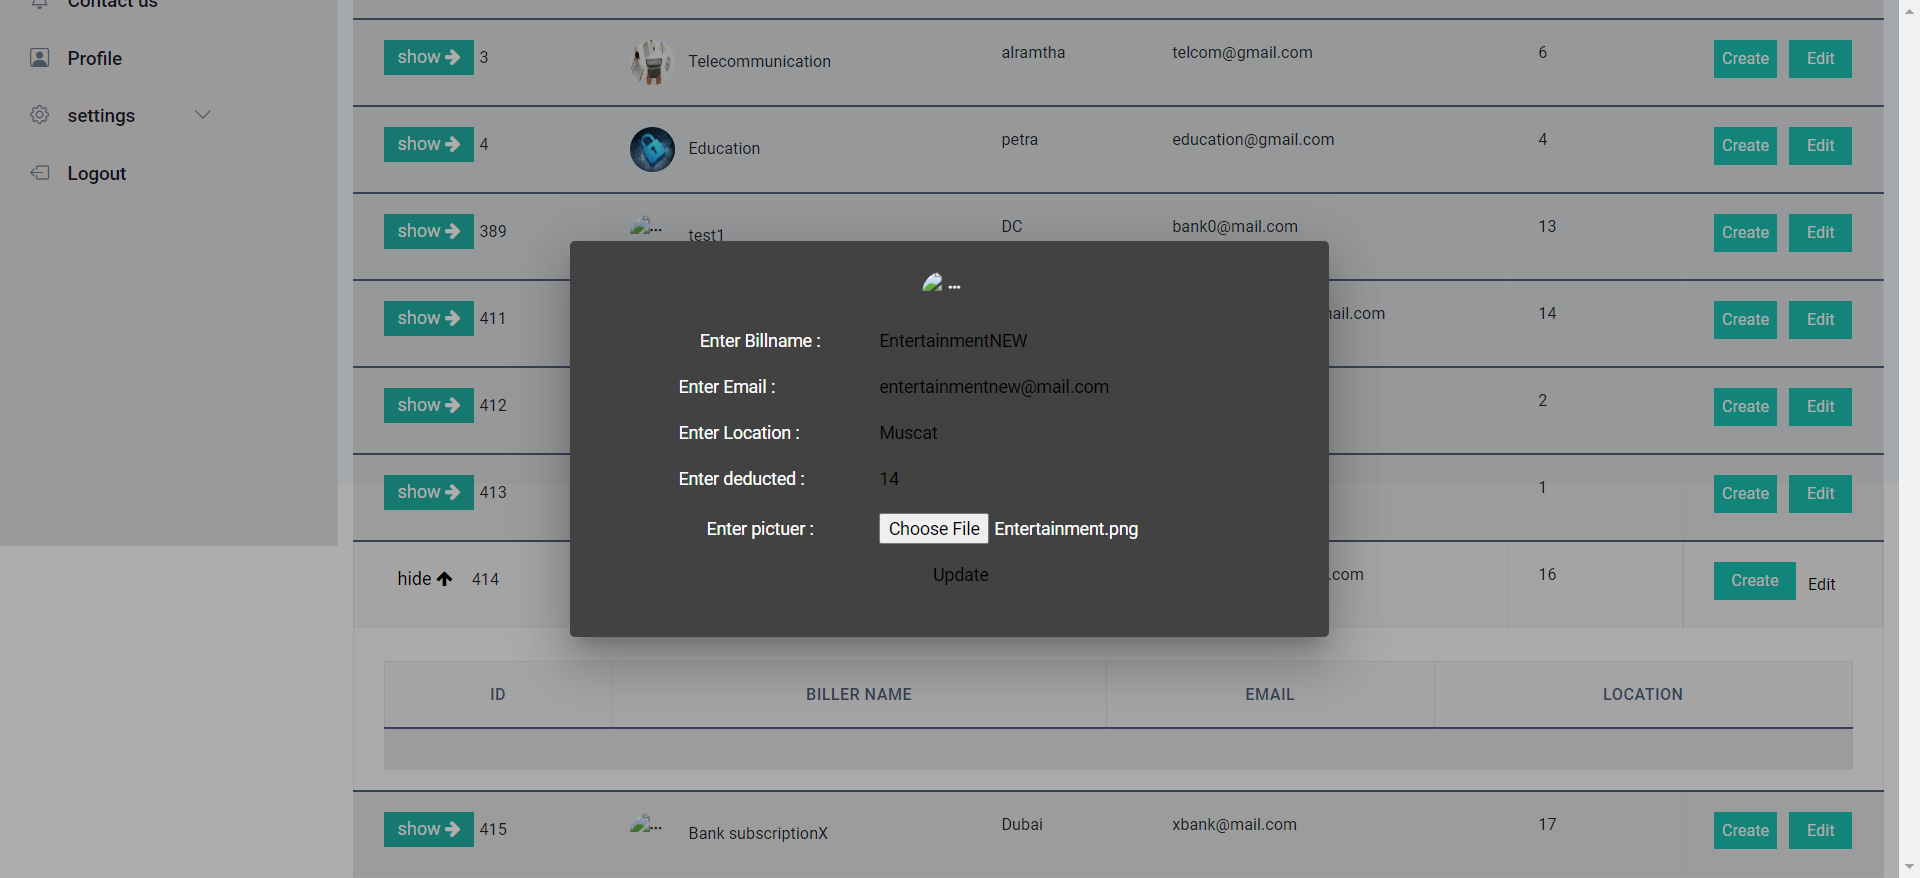 Contact us
Profile
settings
Logout
show 3 Telecommunication alramtha telcom@gmail.com 6 Create Edit
show 4 Education petra education@gmail.com 4 Create Edit
show 389 ... test1 DC bank0@mail.com 13 Create Edit
show 411 ail.com 14 Create Edit
show 412 2 Create Edit
show 413 1 Create Edit
hide 414 .com 16 Create Edit
...
Enter Billname : EntertainmentNEW
Enter Email : entertainmentnew@mail.com
Enter Location : Muscat
Enter deducted : 14
Enter pictuer : Choose File Entertainment.png
Update
ID BILLER NAME EMAIL LOCATION
show 415 ... Bank subscriptionX Dubai xbank@mail.com 17 Create Edit